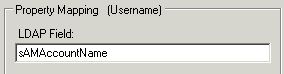 Property Mapping (Username)
LDAP Field:
sAMAccountName